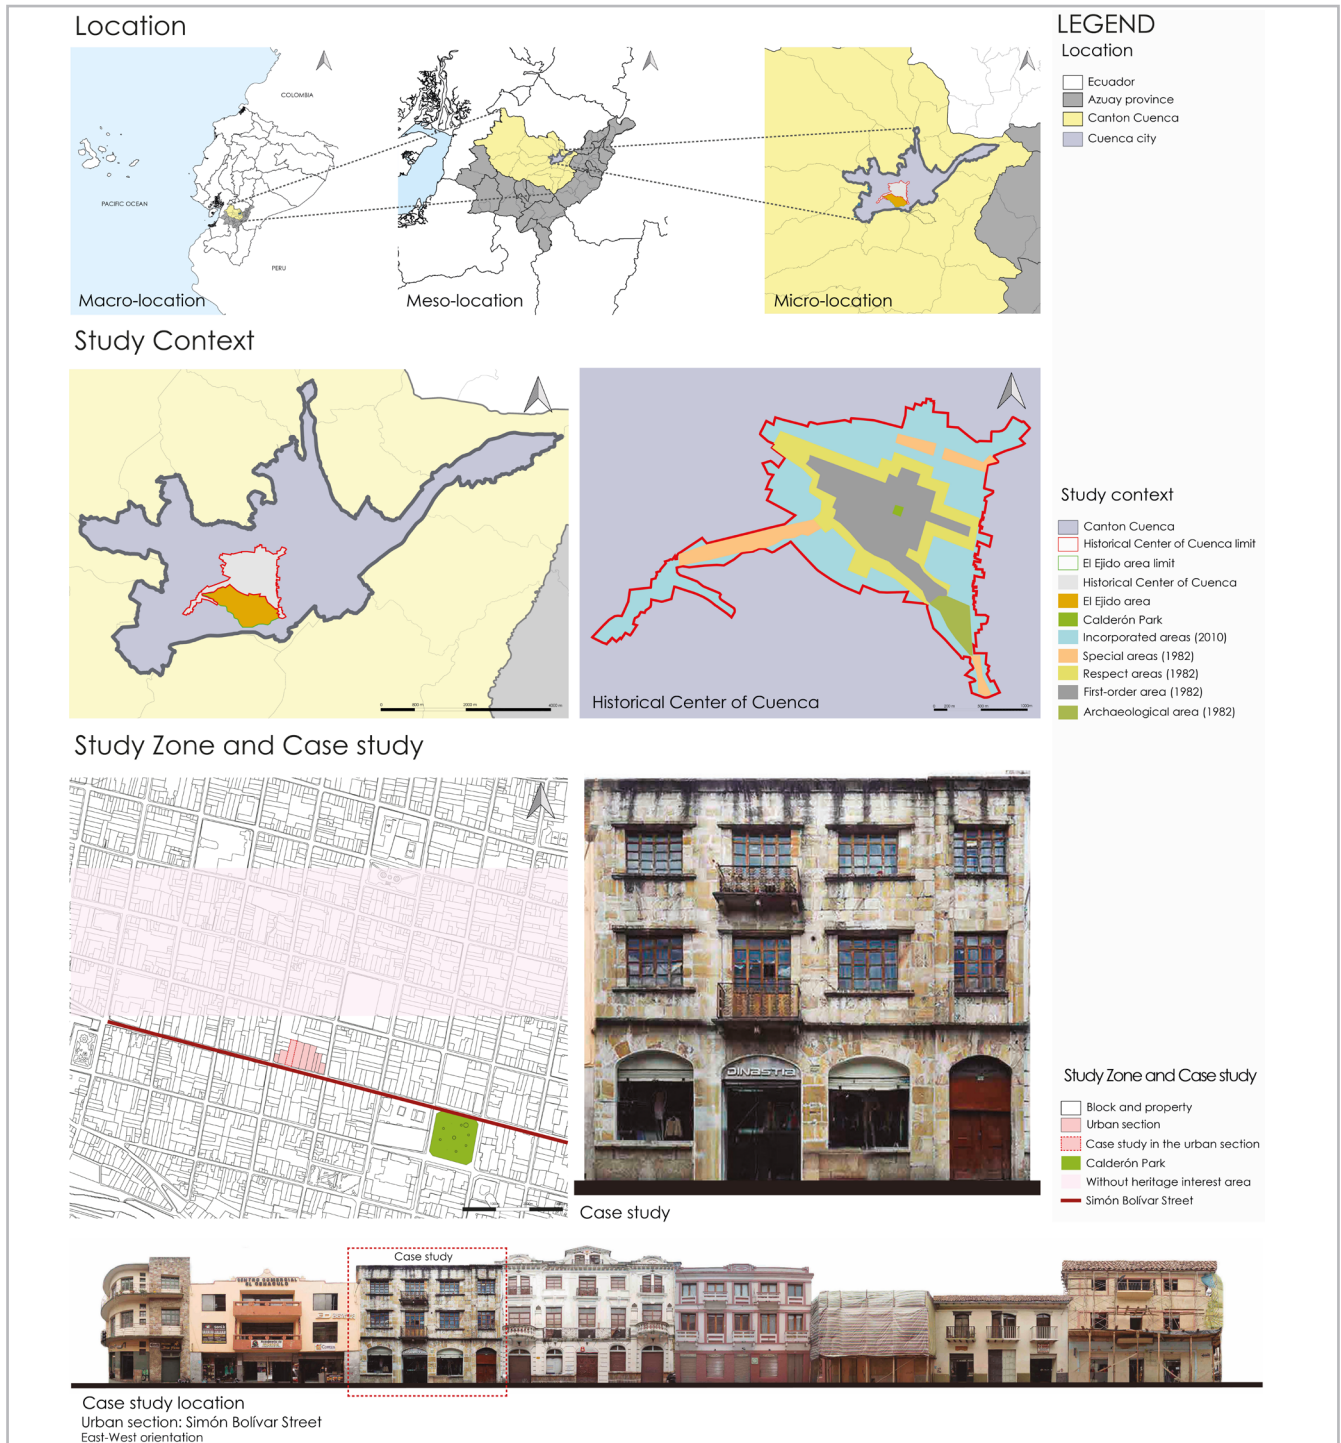 Location
COLOMBIA
PACIFIC OCEAN
PERU
Macro-location
Meso-location
Micro-location
LEGEND
Location
Ecuador
Azuay province
Canton Cuenca
Cuenca city
Study Context
Historical Center of Cuenca
Study context
Canton Cuenca
Historical Center of Cuenca limit
El Ejido area limit
Historical Center of Cuenca
El Ejido area
Calderón Park
Incorporated areas (2010)
Special areas (1982)
Respect areas (1982)
First-order area (1982)
Archaeological area (1982)
Study Zone and Case study
DINASTIA
Case study
Study Zone and Case study
Block and property
Urban section
Case study in the urban section
Calderón Park
Without heritage interest area
Simón Bolívar Street
Case study
CENTRO COMERCIAL
Case study location
Urban section: Simón Bolívar Street
East-West orientation